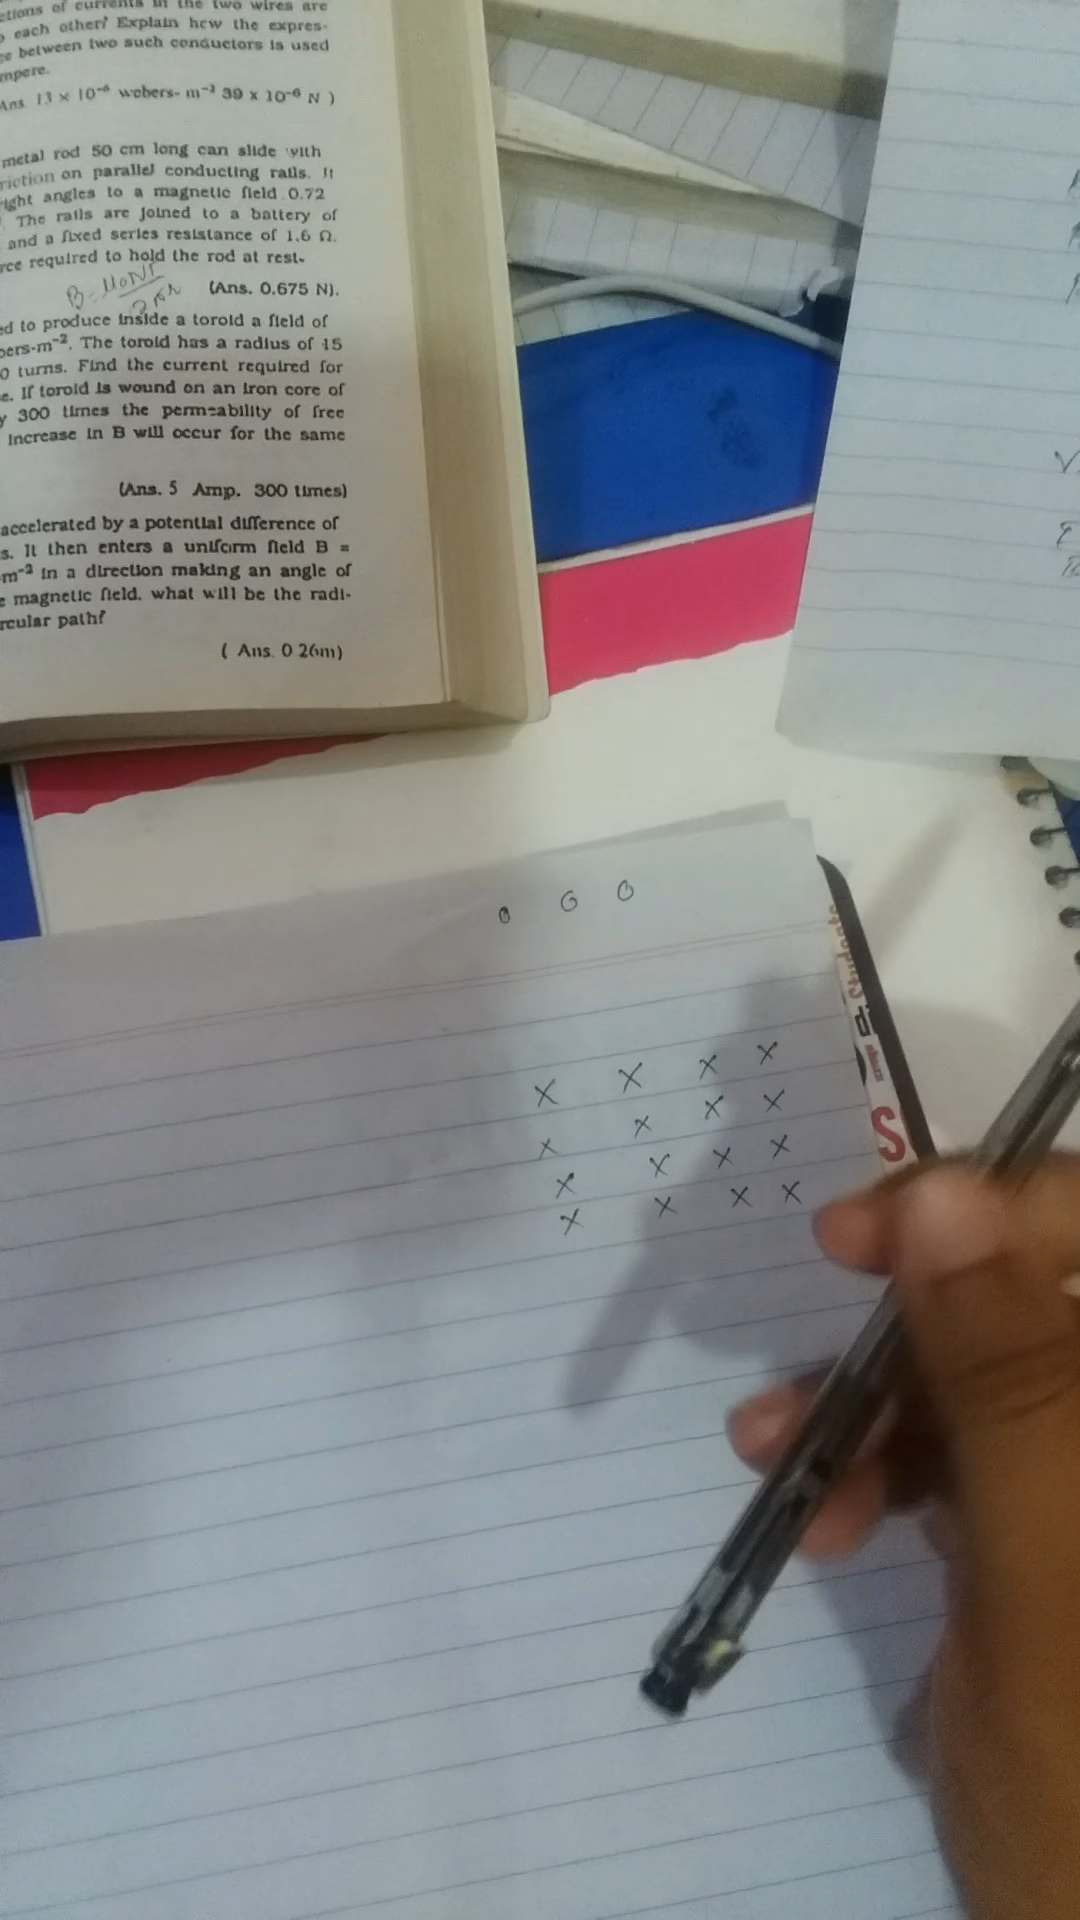 ctions of currents in the two wires are
each other? Explain how the expres-
between two such conductors is used
mpere.
Ans. 13 × 10⁻⁶ webers- m⁻² 39 x 10⁻⁶ N )
metal rod 50 cm long can slide with
riction on parallel conducting rails. It
right angles to a magnetic field 0.72
The rails are joined to a battery of
and a fixed series resistance of 1.6 Ω.
rce required to hold the rod at rest.
(Ans. 0.675 N).
B = μoNI
2πr
ed to produce inside a toroid a field of
bers-m⁻². The toroid has a radius of 15
0 turns. Find the current required for
e. If toroid is wound on an iron core of
y 300 times the permeability of free
increase in B will occur for the same
(Ans. 5 Amp. 300 times)
accelerated by a potential difference of
s. It then enters a uniform field B =
m⁻² in a direction making an angle of
e magnetic field. what will be the radi-
rcular path?
( Ans. 0 26m)
x x x x
x x x x
x x x x
x x x x
S